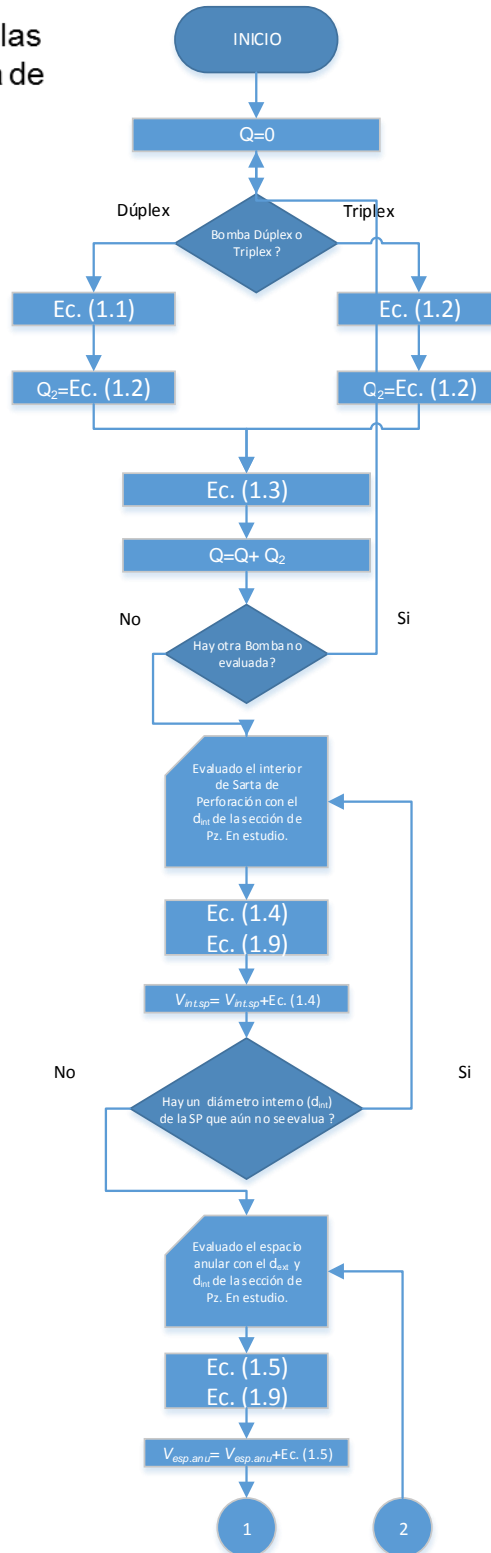 las
a de
INICIO
Q=0
Dúplex
Triplex
Bomba Dúplex o
Triplex ?
Ec. (1.1)
Ec. (1.2)
Q₂=Ec. (1.2)
Q₂=Ec. (1.2)
Ec. (1.3)
Q=Q+ Q₂
No
Si
Hay otra Bomba no
evaluada?
Evaluado el interior
de Sarta de
Perforación con el
dint de la sección de
Pz. En estudio.
Ec. (1.4)
Ec. (1.9)
Vint.sp= Vint.sp+Ec. (1.4)
No
Si
Hay un diámetro interno (dint)
de la SP que aún no se evalua ?
Evaluado el espacio
anular con el dext y
dint de la sección de
Pz. En estudio.
Ec. (1.5)
Ec. (1.9)
Vesp.anu= Vesp.anu+Ec. (1.5)
1
2